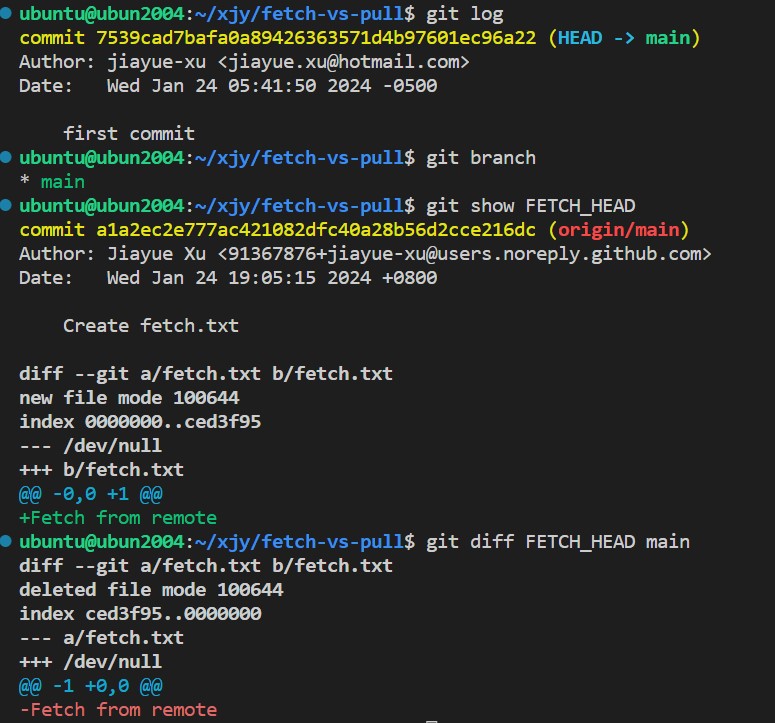 ubuntu@ubun2004:~/xjy/fetch-vs-pull$ git log
commit 7539cad7bafa0a89426363571d4b97601ec96a22 (HEAD -> main)
Author: jiayue-xu <jiayue.xu@hotmail.com>
Date:   Wed Jan 24 05:41:50 2024 -0500
    first commit
ubuntu@ubun2004:~/xjy/fetch-vs-pull$ git branch
* main
ubuntu@ubun2004:~/xjy/fetch-vs-pull$ git show FETCH_HEAD
commit a1a2ec2e777ac421082dfc40a28b56d2cce216dc (origin/main)
Author: Jiayue Xu <91367876+jiayue-xu@users.noreply.github.com>
Date:   Wed Jan 24 19:05:15 2024 +0800
    Create fetch.txt
diff --git a/fetch.txt b/fetch.txt
new file mode 100644
index 0000000..ced3f95
--- /dev/null
+++ b/fetch.txt
@@ -0,0 +1 @@
+Fetch from remote
ubuntu@ubun2004:~/xjy/fetch-vs-pull$ git diff FETCH_HEAD main
diff --git a/fetch.txt b/fetch.txt
deleted file mode 100644
index ced3f95..0000000
--- a/fetch.txt
+++ /dev/null
@@ -1 +0,0 @@
-Fetch from remote